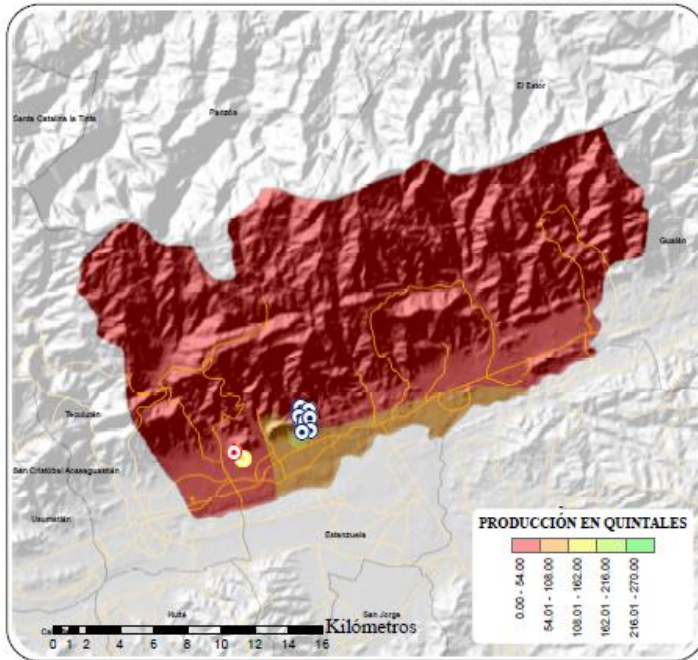 El Estor
Santa Catalina la Tinta
Panzós
Gualán
Teculután
San Cristóbal Acasaguastlán
Usumatlán
Estanzuela
Huité
San Jorge
PRODUCCIÓN EN QUINTALES
0.00 - 54.00
54.01 - 108.00
108.01 - 162.00
162.01 - 216.00
216.01 - 270.00
Kilómetros
0 1 2 4 6 8 10 12 14 16